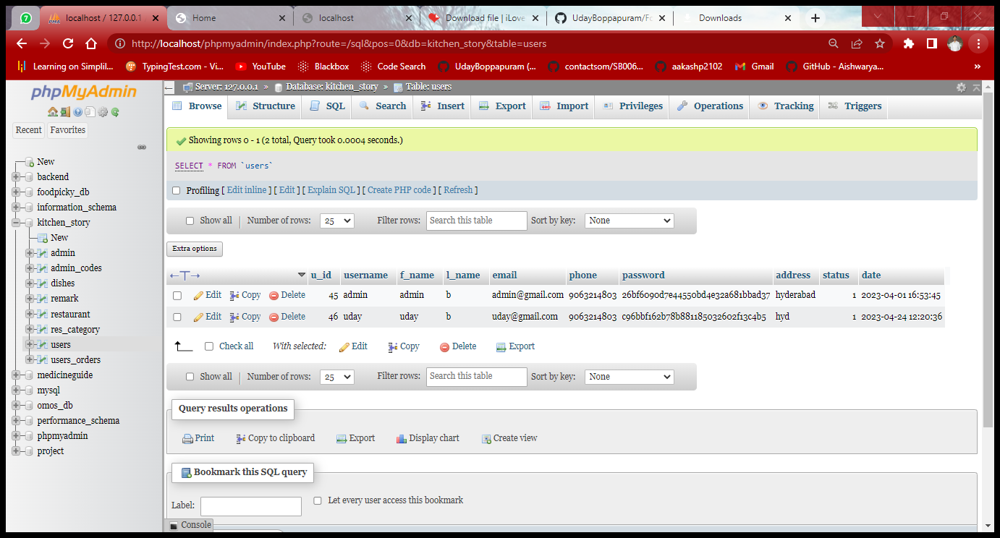 7 localhost / 127.0.0.1 Home localhost Download file | iLove UdayBoppapuram/Fo Downloads
http://localhost/phpmyadmin/index.php?route=/sql&pos=0&db=kitchen_story&table=users
Learning on Simplil... TypingTest.com - Vi... YouTube Blackbox Code Search UdayBoppapuram (... contactsom/SB006... aakashp2102 Gmail GitHub - Aishwarya... »
phpMyAdmin
Recent Favorites
New
backend
foodpicky_db
information_schema
kitchen_story
New
admin
admin_codes
dishes
remark
restaurant
res_category
users
users_orders
medicineguide
mysql
omos_db
performance_schema
phpmyadmin
project
Server: 127.0.0.1 » Database: kitchen_story » Table: users
Browse Structure SQL Search Insert Export Import Privileges Operations Tracking Triggers
Showing rows 0 - 1 (2 total, Query took 0.0004 seconds.)
SELECT * FROM `users`
Profiling [ Edit inline ] [ Edit ] [ Explain SQL ] [ Create PHP code ] [ Refresh ]
Show all Number of rows: 25 Filter rows: Search this table Sort by key: None
Extra options
←T→ u_id username f_name l_name email phone password address status date
Edit Copy Delete 45 admin admin b admin@gmail.com 9063214803 26bf6090d7e44550bd4e32a681bbad37 hyderabad 1 2023-04-01 16:53:45
Edit Copy Delete 46 uday uday b uday@gmail.com 9063214803 c96bbf162b78b881185032602f13c4b5 hyd 1 2023-04-24 12:20:36
Check all With selected: Edit Copy Delete Export
Show all Number of rows: 25 Filter rows: Search this table Sort by key: None
Query results operations
Print Copy to clipboard Export Display chart Create view
Bookmark this SQL query
Label: Let every user access this bookmark
Console